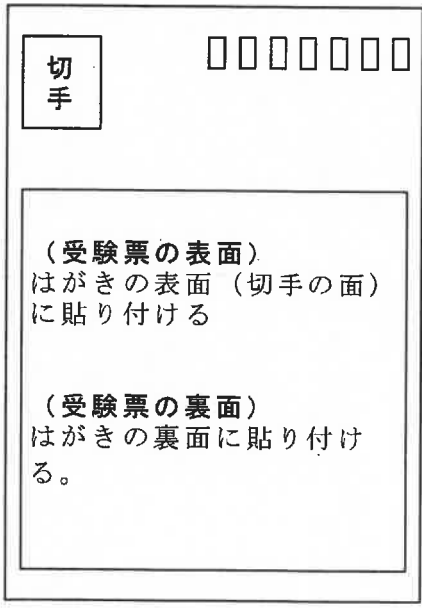 切
手
(受験票の表面)
はがきの表面(切手の面)
に貼り付ける
(受験票の裏面)
はがきの裏面に貼り付け
る。